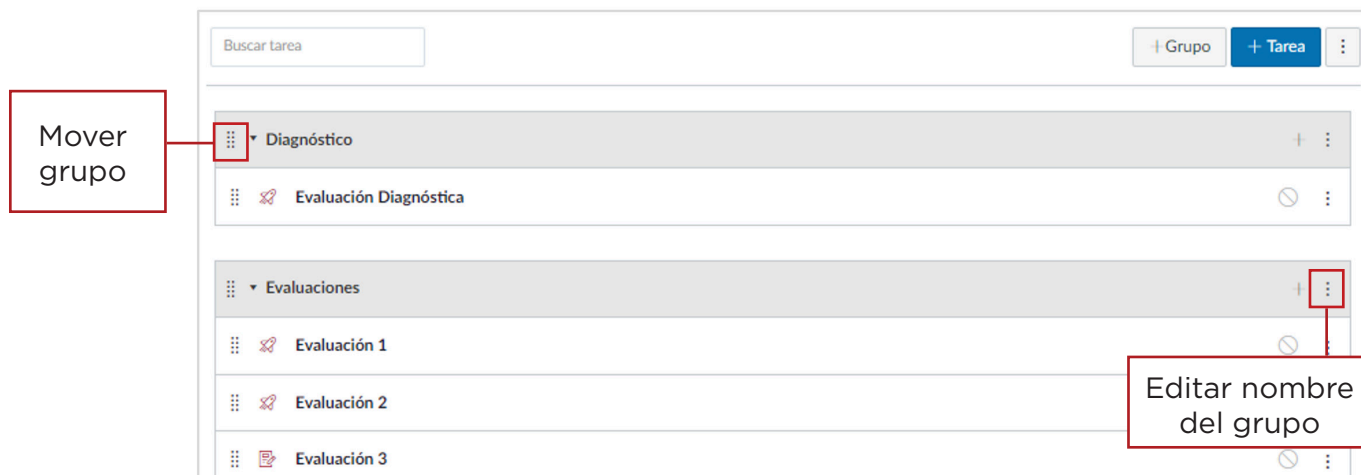 Buscar tarea
+ Grupo
+ Tarea
Mover
grupo
Diagnóstico
Evaluación Diagnóstica
Evaluaciones
Evaluación 1
Evaluación 2
Editar nombre
del grupo
Evaluación 3